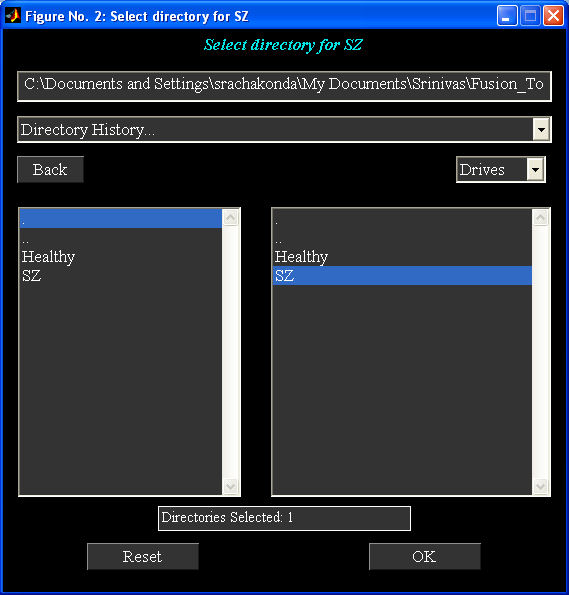 Figure No. 2: Select directory for SZ
Select directory for SZ
C:\Documents and Settings\srachakonda\My Documents\Srinivas\Fusion_To
Directory History...
Back
Drives
.
..
Healthy
SZ
.
..
Healthy
SZ
Directories Selected: 1
Reset
OK